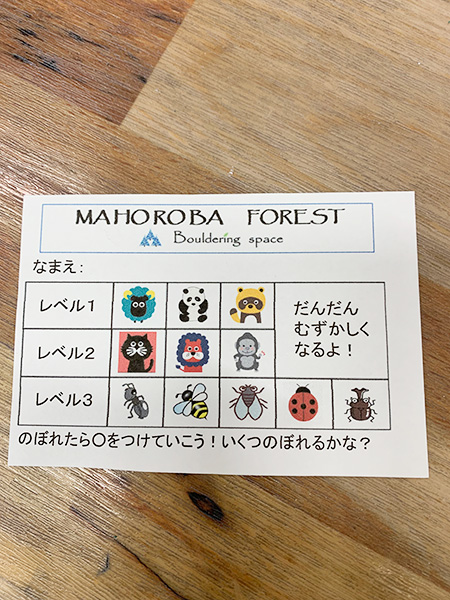 MAHOROBA FOREST
Bouldering space
なまえ:
レベル1
だんだん
むずかしく
なるよ!
レベル2
レベル3
のぼれたら○をつけていこう!いくつのぼれるかな?